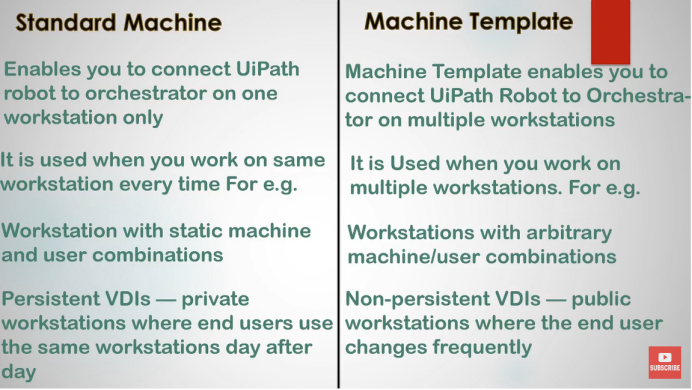 Standard Machine
Enables you to connect UiPath
robot to orchestrator on one
workstation only
It is used when you work on same
workstation every time For e.g.
Workstation with static machine
and user combinations
Persistent VDIs — private
workstations where end users use
the same workstations day after
day
Machine Template
Machine Template enables you to
connect UiPath Robot to Orchestra-
tor on multiple workstations
It is Used when you work on
multiple workstations. For e.g.
Workstations with arbitrary
machine/user combinations
Non-persistent VDIs — public
workstations where the end user
changes frequently
SUBSCRIBE